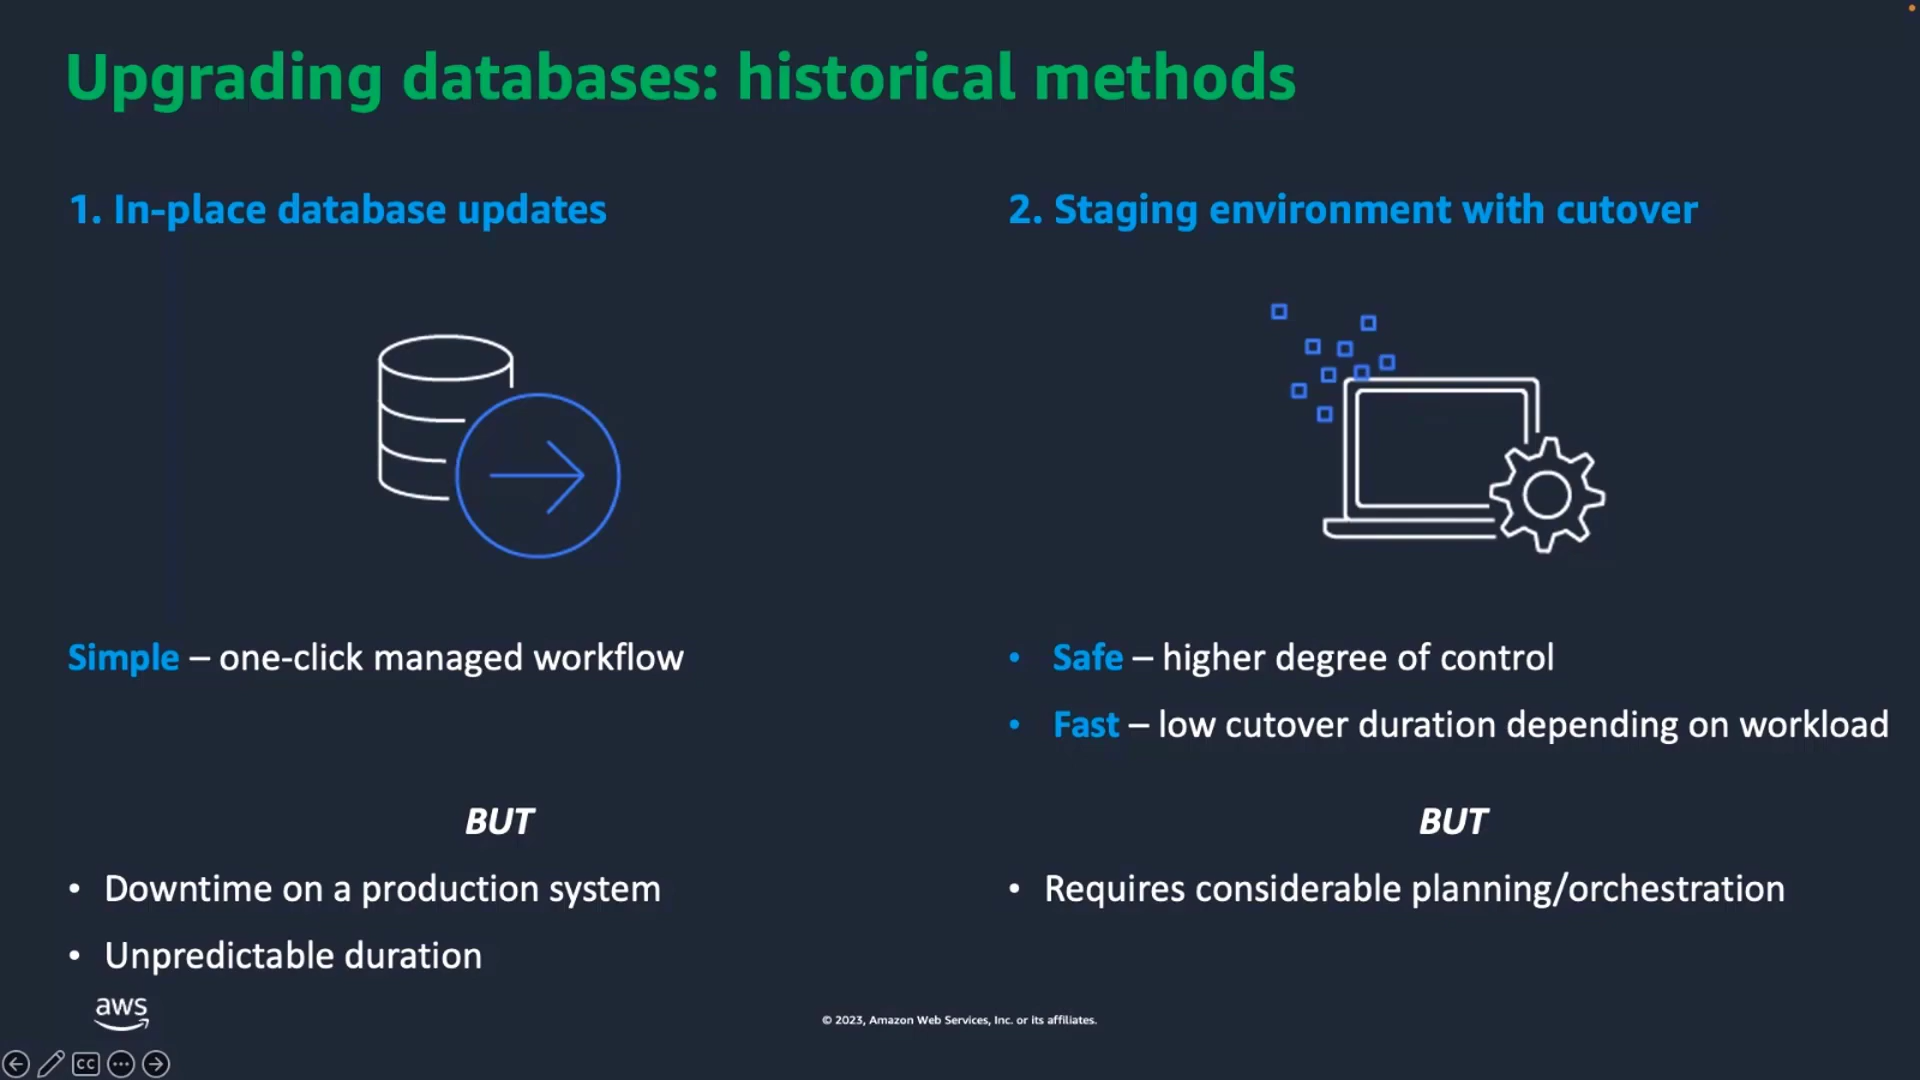 Upgrading databases: historical methods
1. In-place database updates
Simple – one-click managed workflow
BUT
• Downtime on a production system
• Unpredictable duration
2. Staging environment with cutover
• Safe – higher degree of control
• Fast – low cutover duration depending on workload
BUT
• Requires considerable planning/orchestration
aws
© 2023, Amazon Web Services, Inc. or its affiliates.
CC